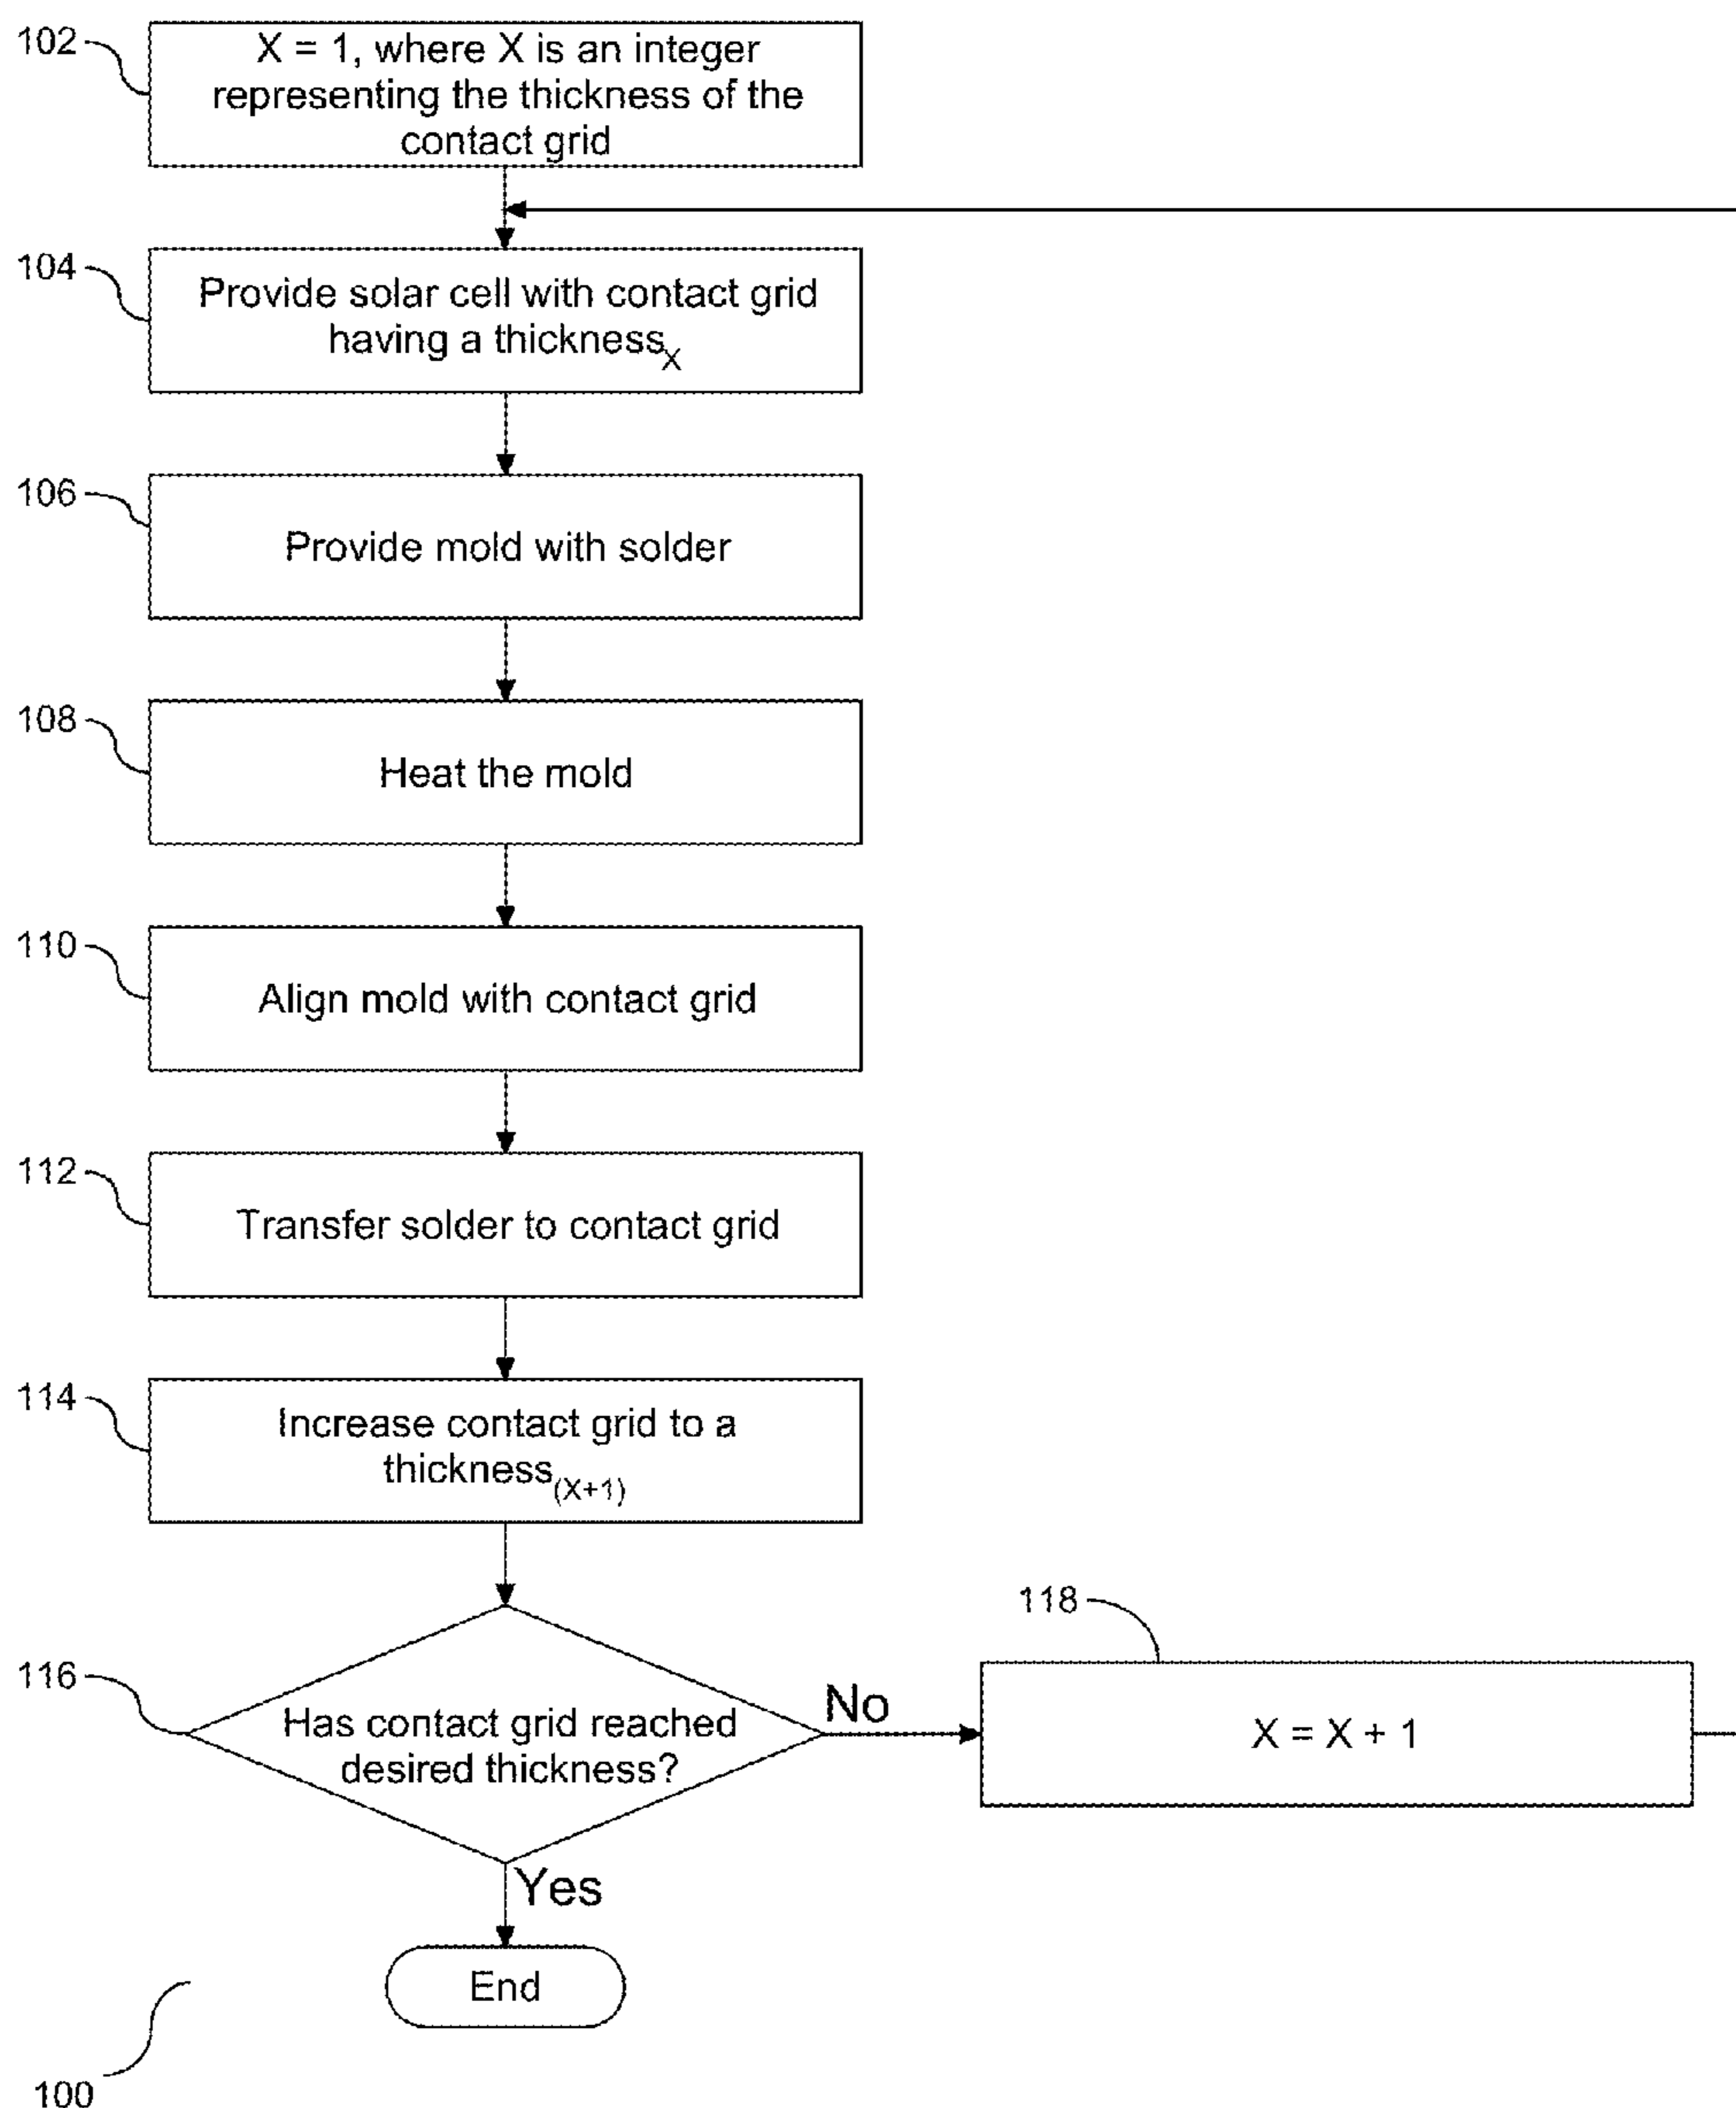 102
X = 1, where X is an integer
representing the thickness of the
contact grid
104
Provide solar cell with contact grid
having a thicknessX
106
Provide mold with solder
108
Heat the mold
110
Align mold with contact grid
112
Transfer solder to contact grid
114
Increase contact grid to a
thickness(X+1)
116
Has contact grid reached
desired thickness?
No
118
X = X + 1
Yes
End
100